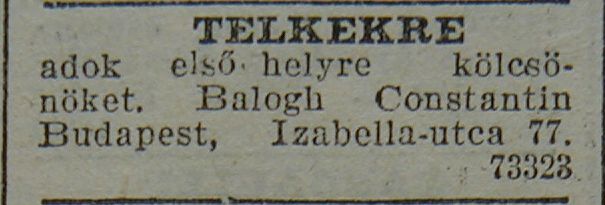 TELKEKRE
adok első helyre kölcsö-
nöket. Balogh Constantin
Budapest, Izabella-utca 77.
73323